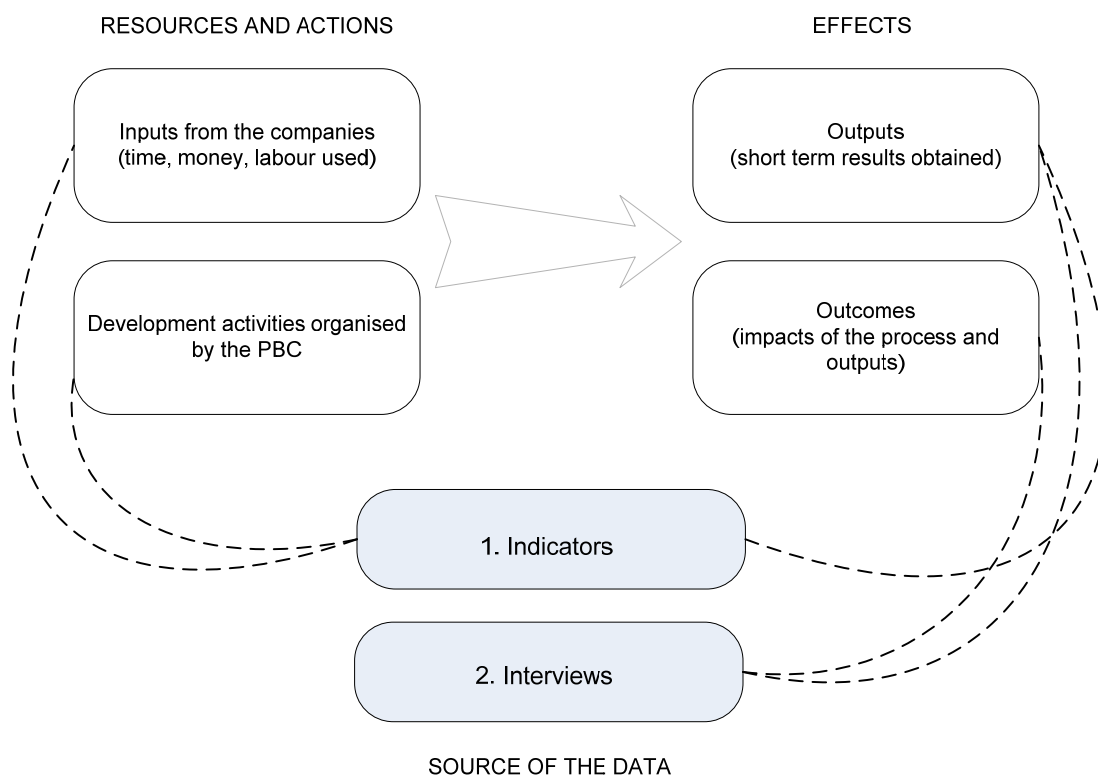 RESOURCES AND ACTIONS
EFFECTS
Inputs from the companies
(time, money, labour used)
Outputs
(short term results obtained)
Development activities organised
by the PBC
Outcomes
(impacts of the process and
outputs)
1. Indicators
2. Interviews
SOURCE OF THE DATA